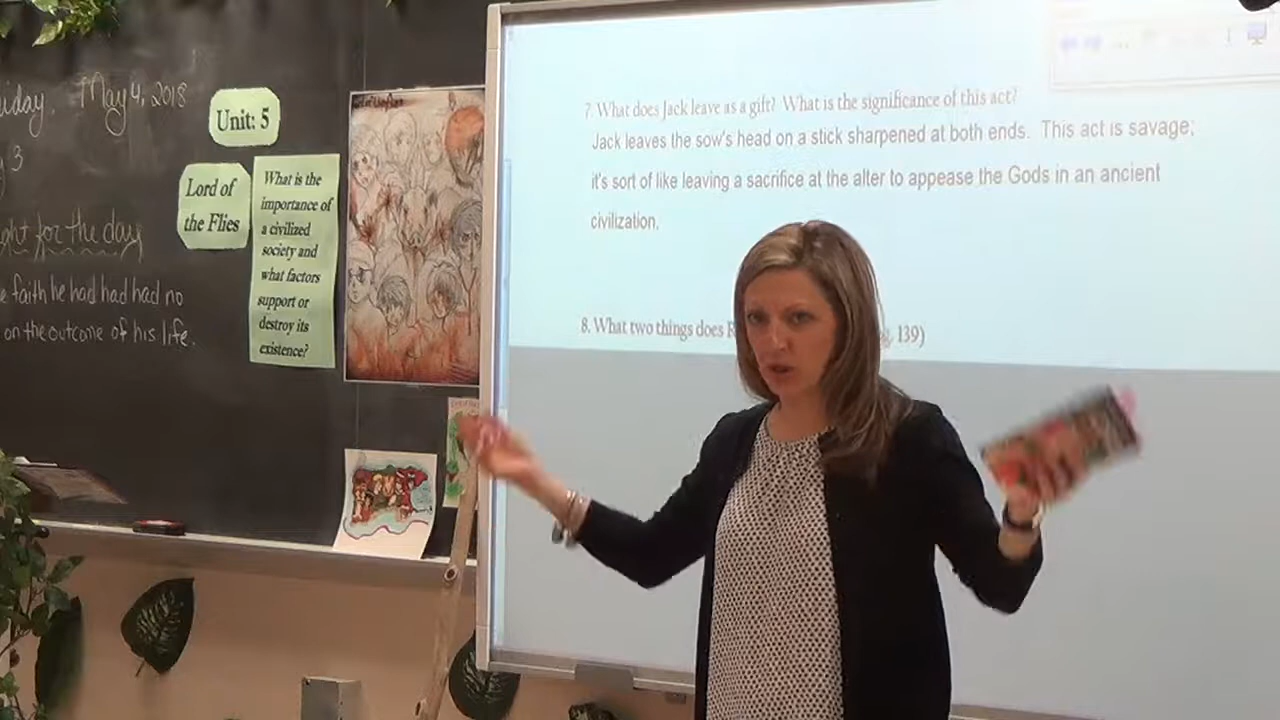 May 4, 2018
3
for the day
faith he had had had no
on the outcome of his life.
Unit: 5
Lord of
the Flies
What is the
importance of
a civilized
society and
what factors
support or
destroy its
existence?
7. What does Jack leave as a gift? What is the significance of this act?
Jack leaves the sow's head on a stick sharpened at both ends. This act is savage;
it's sort of like leaving a sacrifice at the alter to appease the Gods in an ancient
civilization.
8. What two things does
139)